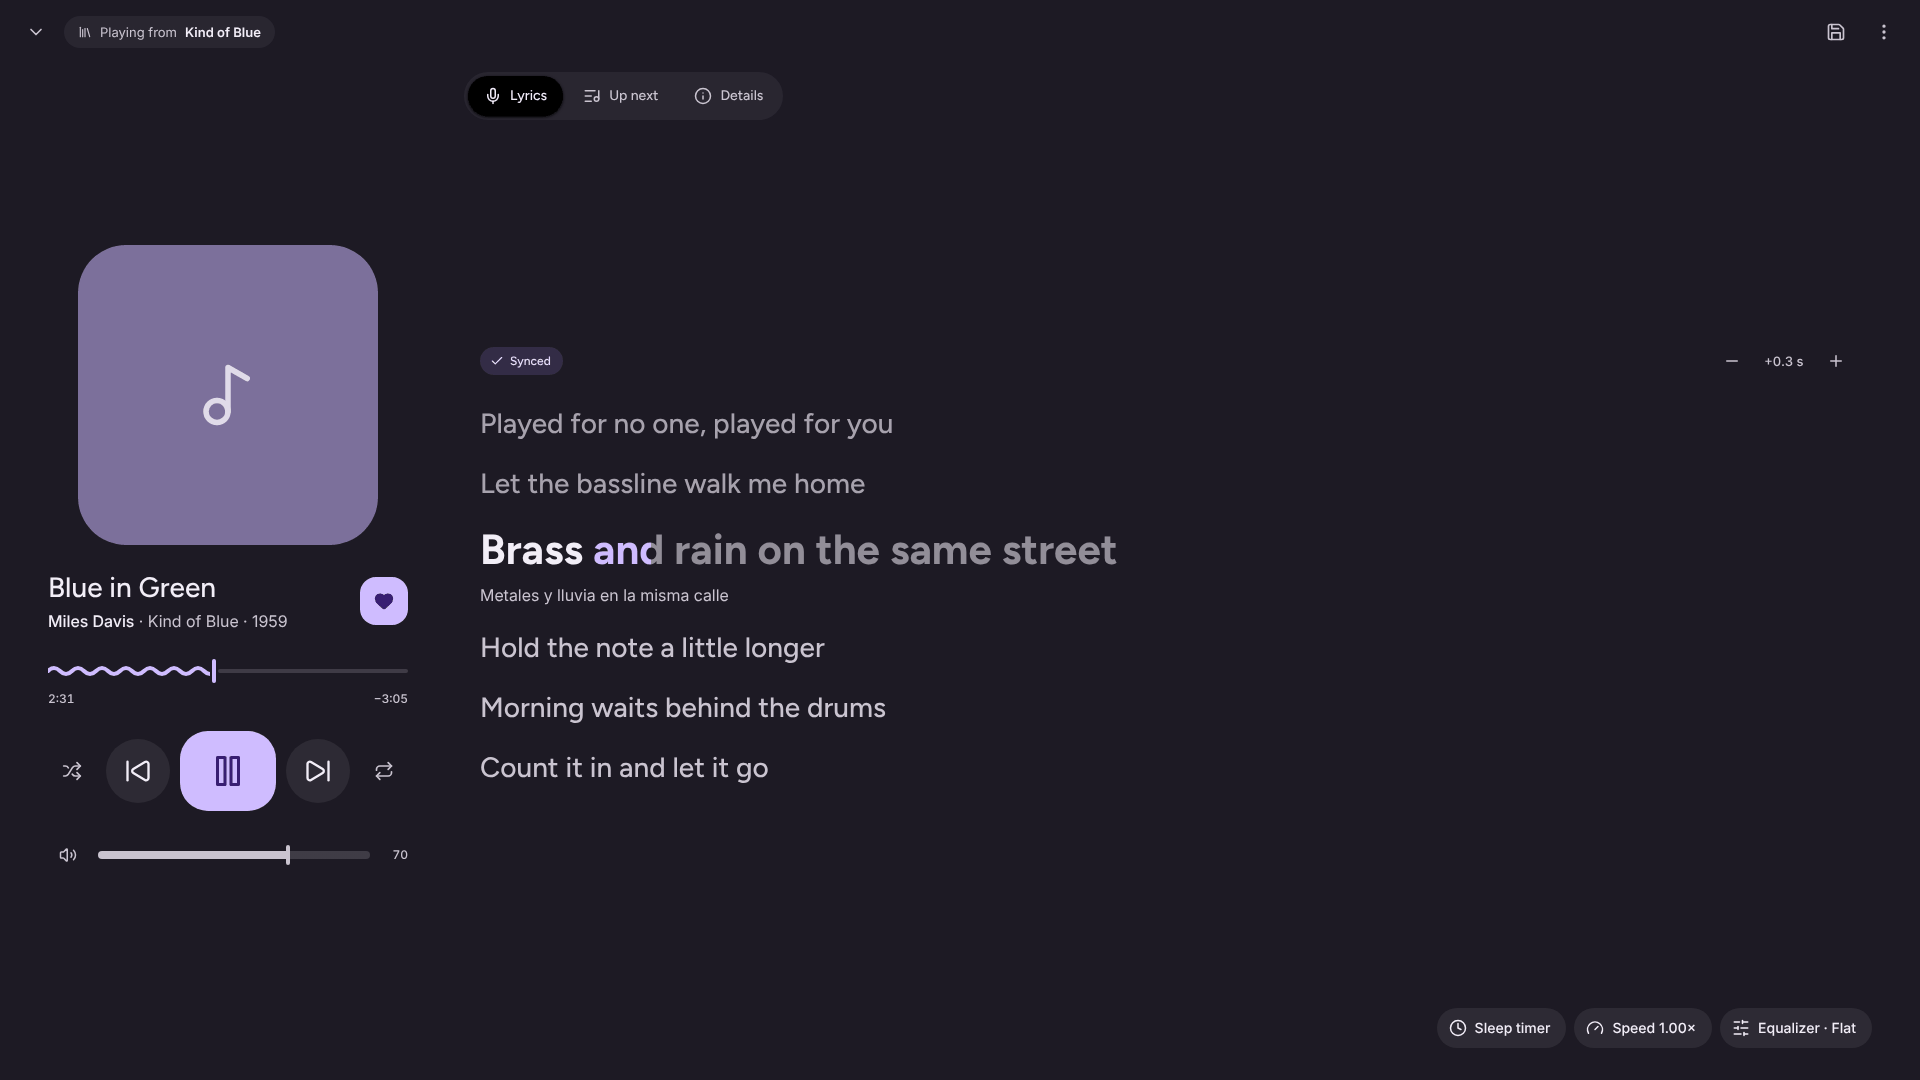 Playing from Kind of Blue
Lyrics
Up next
Details
Blue in Green
Miles Davis · Kind of Blue · 1959
2:31
−3:05
70
Synced
+0.3 s
Played for no one, played for you
Let the bassline walk me home
Brass and rain on the same street
Metales y lluvia en la misma calle
Hold the note a little longer
Morning waits behind the drums
Count it in and let it go
Sleep timer
Speed 1.00×
Equalizer · Flat